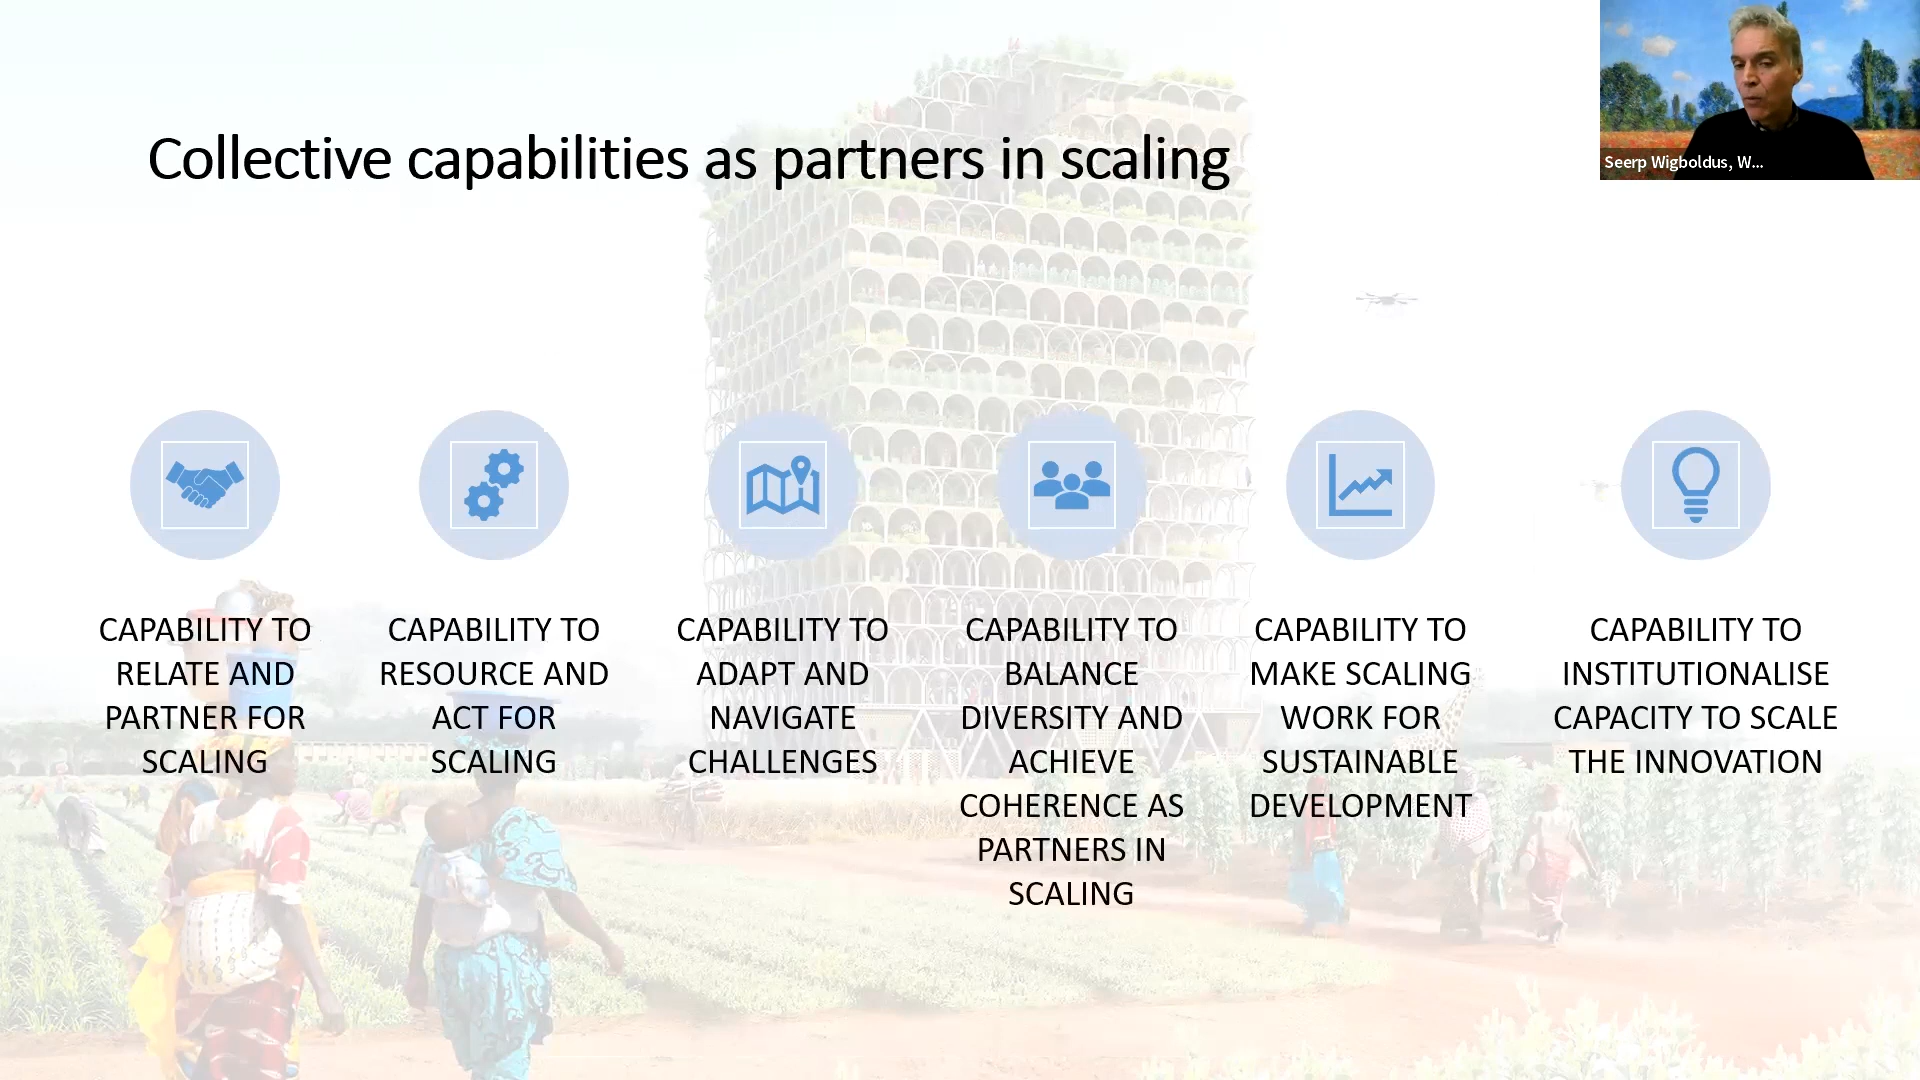 Collective capabilities as partners in scaling
Seerp Wigboldus, W...
CAPABILITY TO
RELATE AND
PARTNER FOR
SCALING
CAPABILITY TO
RESOURCE AND
ACT FOR
SCALING
CAPABILITY TO
ADAPT AND
NAVIGATE
CHALLENGES
CAPABILITY TO
BALANCE
DIVERSITY AND
ACHIEVE
COHERENCE AS
PARTNERS IN
SCALING
CAPABILITY TO
MAKE SCALING
WORK FOR
SUSTAINABLE
DEVELOPMENT
CAPABILITY TO
INSTITUTIONALISE
CAPACITY TO SCALE
THE INNOVATION